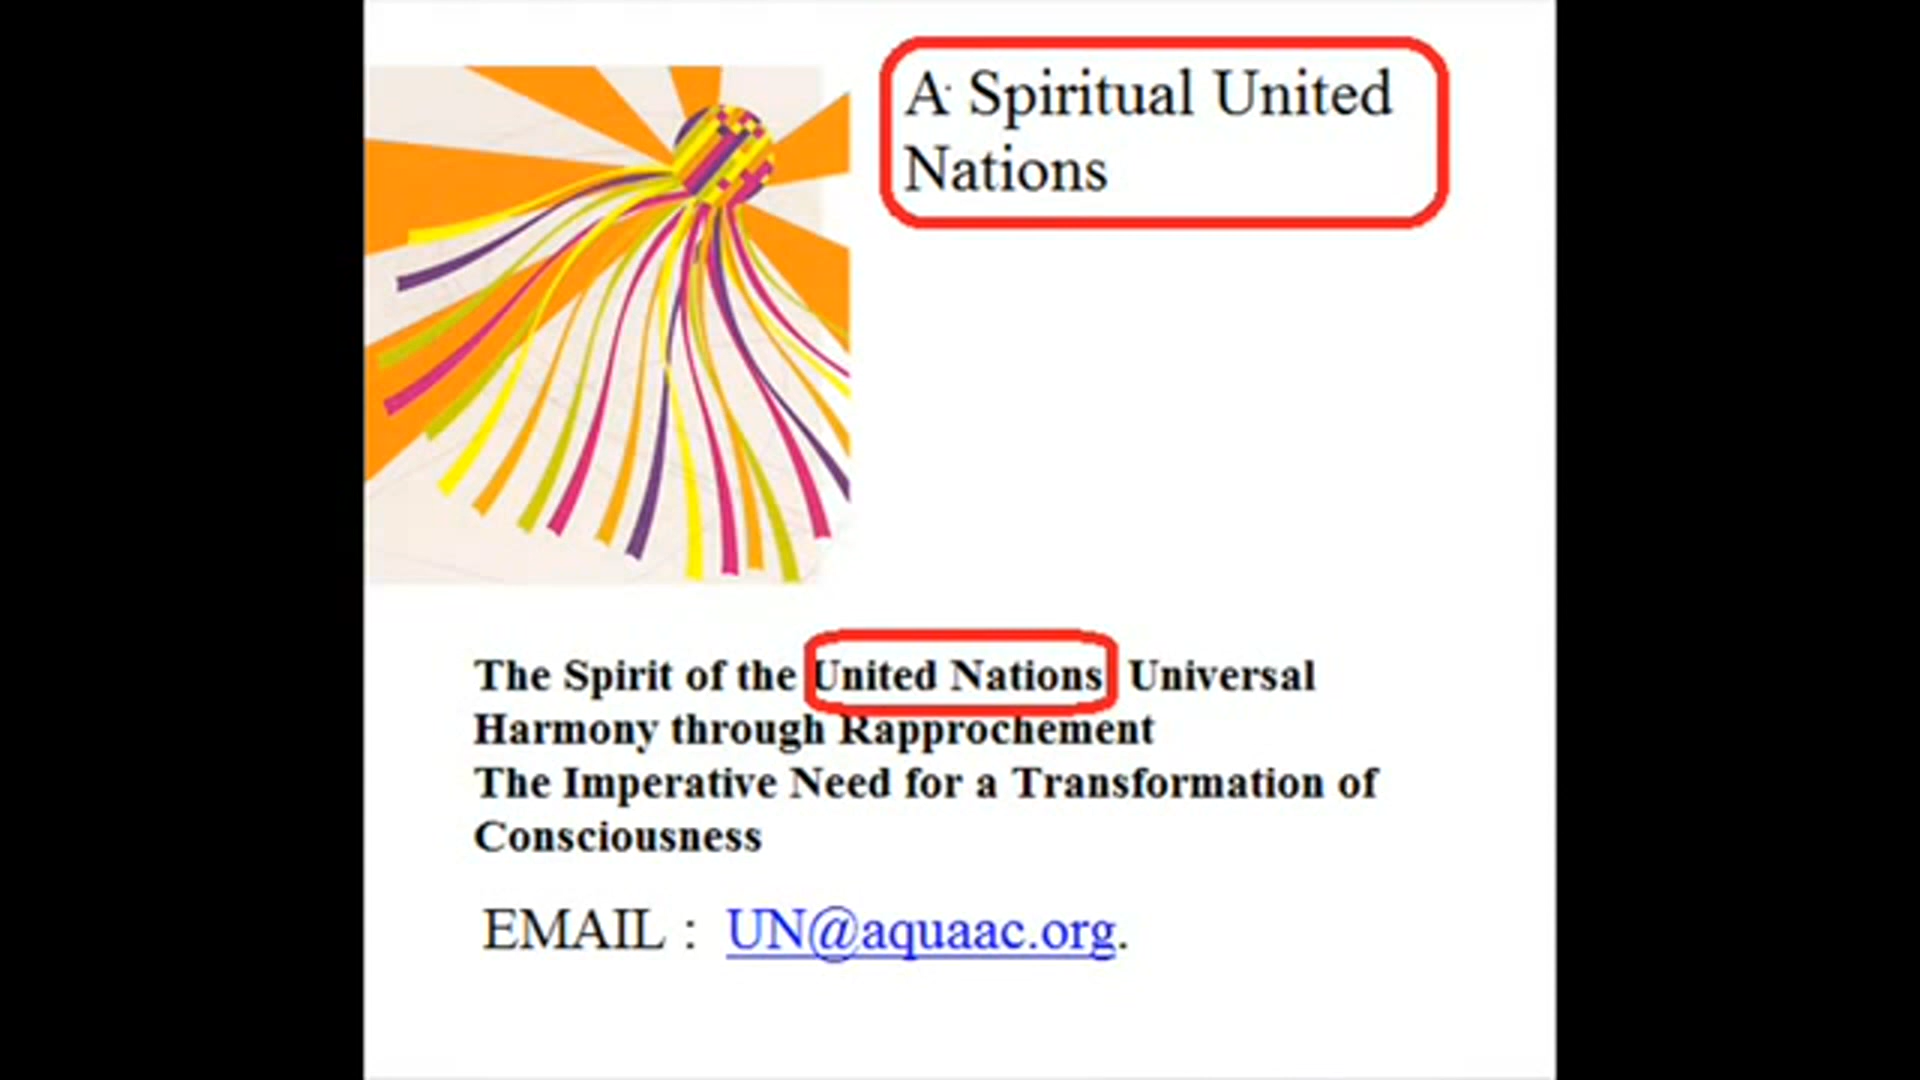 A Spiritual United
Nations
The Spirit of the United Nations Universal
Harmony through Rapprochement
The Imperative Need for a Transformation of
Consciousness
EMAIL : UN@aquaac.org.